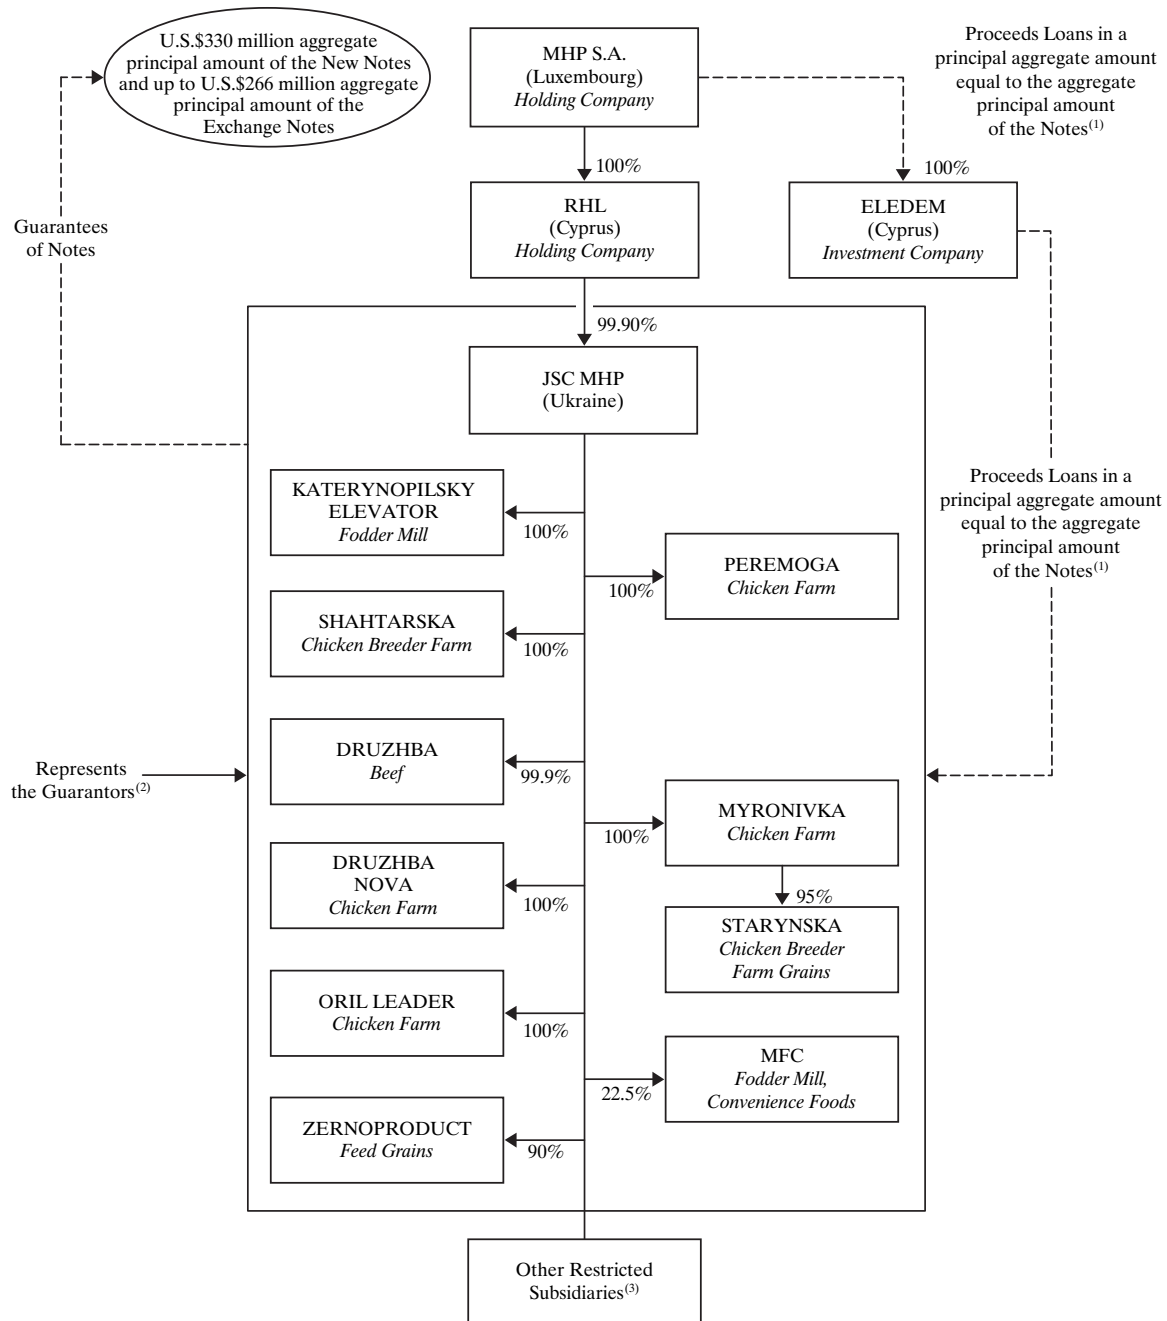 U.S.$330 million aggregate
principal amount of the New Notes
and up to U.S.$266 million aggregate
principal amount of the
Exchange Notes
MHP S.A.
(Luxembourg)
Holding Company
Proceeds Loans in a
principal aggregate amount
equal to the aggregate
principal amount
of the Notes(1)
100%
100%
RHL
(Cyprus)
Holding Company
ELEDEM
(Cyprus)
Investment Company
Guarantees
of Notes
99.90%
JSC MHP
(Ukraine)
KATERYNOPILSKY
ELEVATOR
Fodder Mill
100%
Proceeds Loans in a
principal aggregate amount
equal to the aggregate
principal amount
of the Notes(1)
PEREMOGA
Chicken Farm
100%
SHAHTARSKA
Chicken Breeder Farm
100%
DRUZHBA
Beef
99.9%
Represents
the Guarantors(2)
MYRONIVKA
Chicken Farm
100%
DRUZHBA
NOVA
Chicken Farm
100%
95%
STARYNSKA
Chicken Breeder
Farm Grains
ORIL LEADER
Chicken Farm
100%
MFC
Fodder Mill,
Convenience Foods
22.5%
ZERNOPRODUCT
Feed Grains
90%
Other Restricted
Subsidiaries(3)